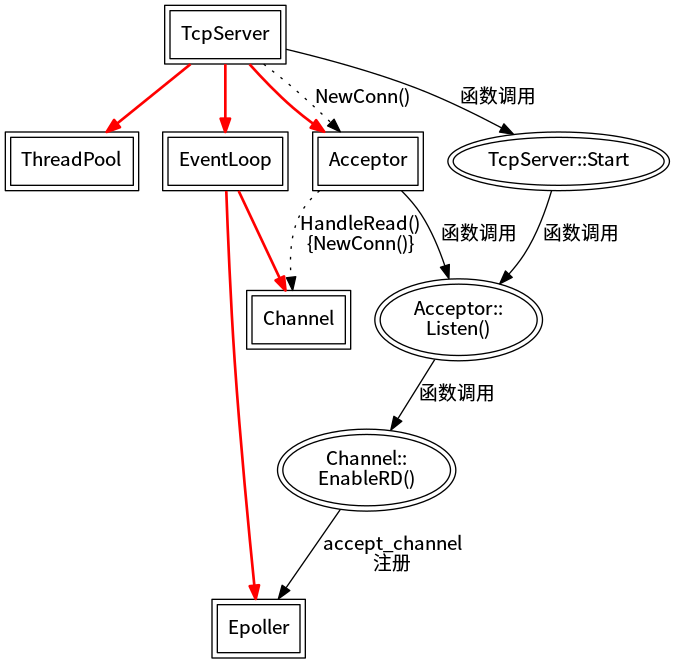 TcpServer
NewConn()
函数调用
ThreadPool
EventLoop
Acceptor
TcpServer::Start
HandleRead()
{NewConn()}
函数调用
函数调用
Channel
Acceptor::
Listen()
函数调用
Channel::
EnableRD()
accept_channel
注册
Epoller